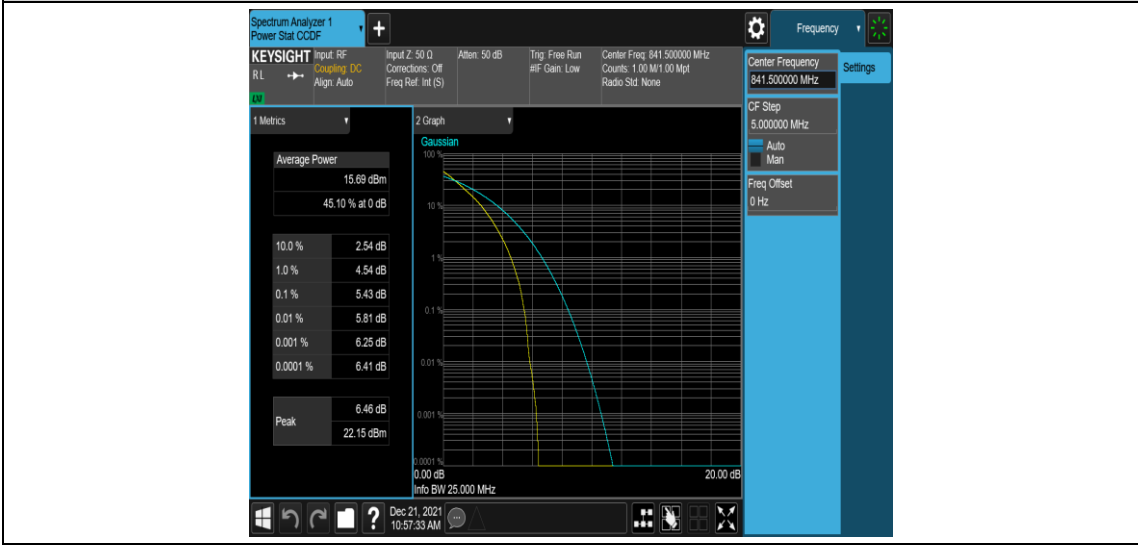 Spectrum Analyzer 1
Power Stat CCDF
+
Frequency
KEYSIGHT
RL
LXI
Input: RF
Coupling: DC
Align: Auto
Input Z: 50 Ω
Corrections: Off
Freq Ref: Int (S)
Atten: 50 dB
Trig: Free Run
#IF Gain: Low
Center Freq: 841.500000 MHz
Counts: 1.00 M/1.00 Mpt
Radio Std: None
Center Frequency
841.500000 MHz
Settings
CF Step
5.000000 MHz
Auto
Man
Freq Offset
0 Hz
1 Metrics
Average Power
15.69 dBm
45.10 % at 0 dB
10.0 % 2.54 dB
1.0 % 4.54 dB
0.1 % 5.43 dB
0.01 % 5.81 dB
0.001 % 6.25 dB
0.0001 % 6.41 dB
Peak
6.46 dB
22.15 dBm
2 Graph
Gaussian
100 %
10 %
1 %
0.1 %
0.01 %
0.001 %
0.0001 %
0.00 dB 20.00 dB
Info BW 25.000 MHz
?
Dec 21, 2021
10:57:33 AM